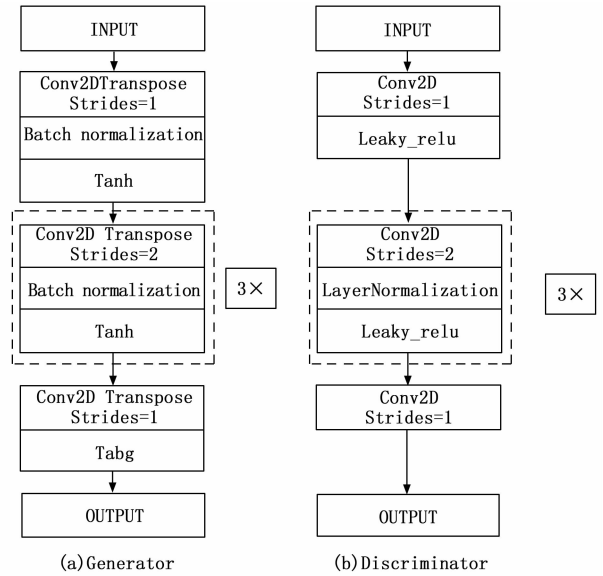 INPUT
Conv2DTranspose
Strides=1
Batch normalization
Tanh
Conv2D Transpose
Strides=2
Batch normalization
Tanh
3×
Conv2D Transpose
Strides=1
Tabg
OUTPUT
(a)Generator
INPUT
Conv2D
Strides=1
Leaky_relu
Conv2D
Strides=2
LayerNormalization
Leaky_relu
3×
Conv2D
Strides=1
OUTPUT
(b)Discriminator